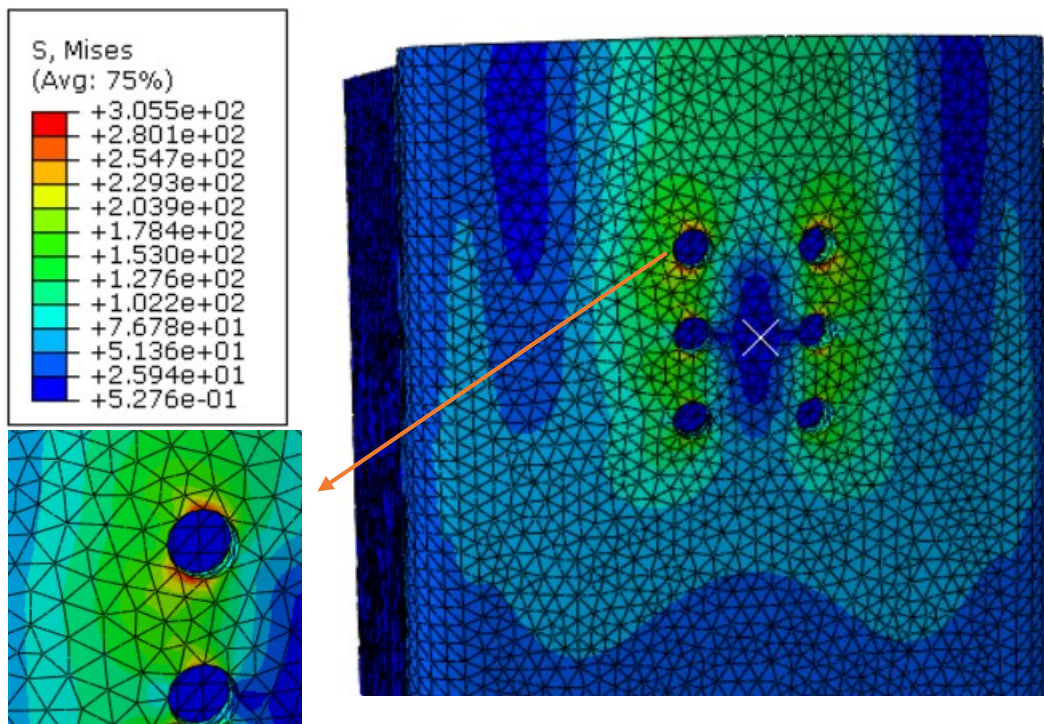 S, Mises
(Avg: 75%)
+3.055e+02
+2.801e+02
+2.547e+02
+2.293e+02
+2.039e+02
+1.784e+02
+1.530e+02
+1.276e+02
+1.022e+02
+7.678e+01
+5.136e+01
+2.594e+01
+5.276e-01